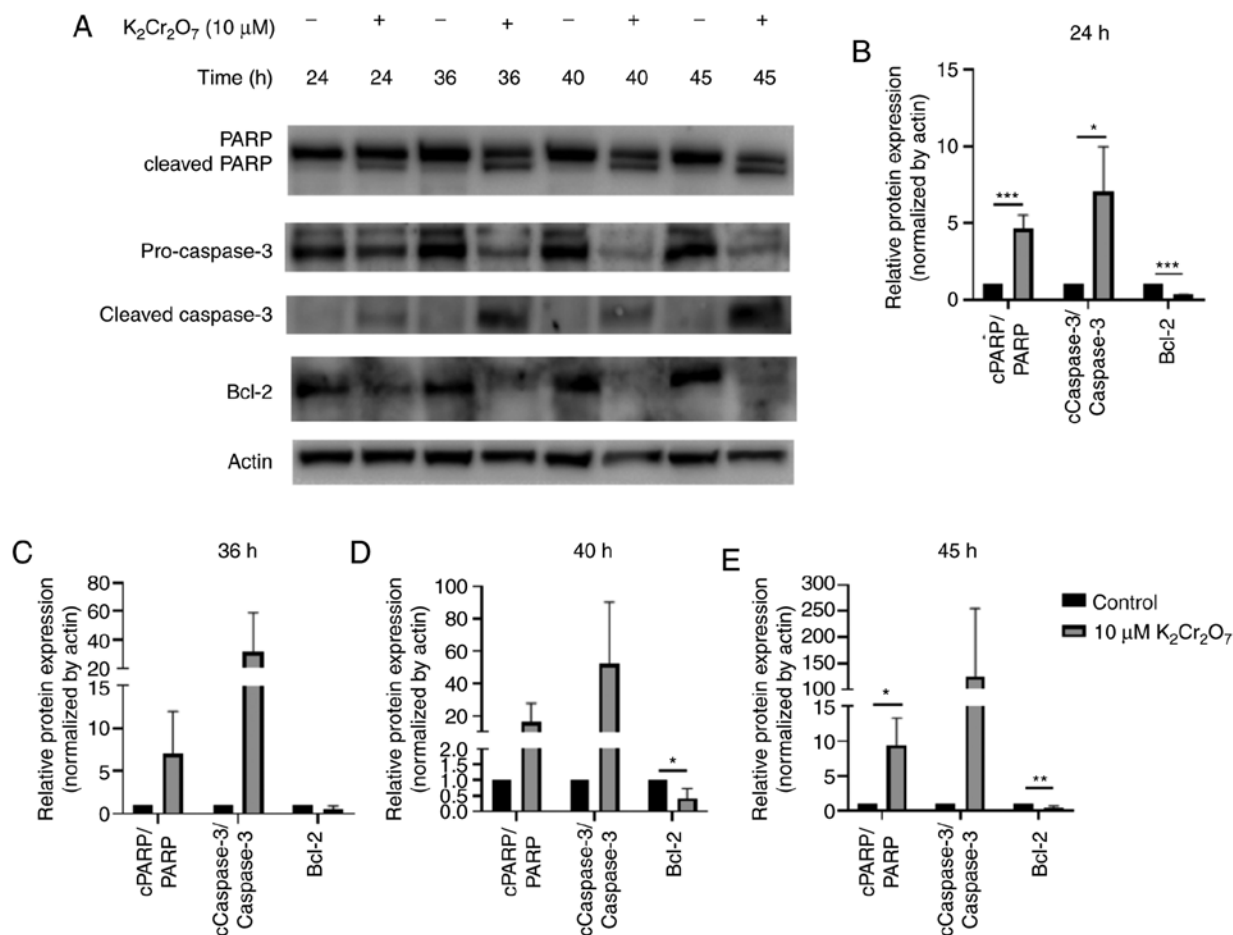 A
K₂Cr₂O₇ (10 μM) − + − + − + − +
Time (h) 24 24 36 36 40 40 45 45
PARP
cleaved PARP
Pro-caspase-3
Cleaved caspase-3
Bcl-2
Actin
B
24 h
Relative protein expression
(normalized by actin)
15
10
5
0
***
*
***
cPARP/
PARP
cCaspase-3/
Caspase-3
Bcl-2
C
36 h
Relative protein expression
(normalized by actin)
80
60
40
20
15
10
5
0
cPARP/
PARP
cCaspase-3/
Caspase-3
Bcl-2
D
40 h
Relative protein expression
(normalized by actin)
100
80
60
40
20
2.0
1.5
1.0
0.5
0.0
*
cPARP/
PARP
cCaspase-3/
Caspase-3
Bcl-2
E
45 h
Relative protein expression
(normalized by actin)
300
250
200
150
100
15
10
5
0
*
**
cPARP/
PARP
cCaspase-3/
Caspase-3
Bcl-2
Control
10 μM K₂Cr₂O₇